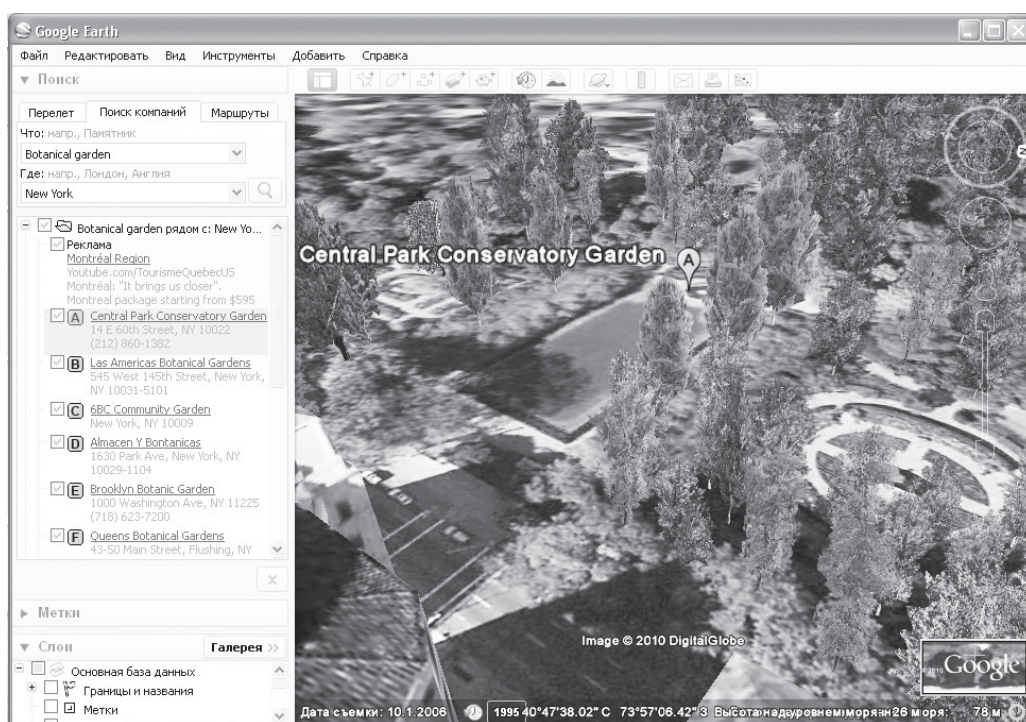 Google Earth
Файл Редактировать Вид Инструменты Добавить Справка
Поиск
Перелет Поиск компаний Маршруты
Что: напр., Памятник
Botanical garden
Где: напр., Лондон, Англия
New York
Botanical garden рядом с: New Yo...
Реклама
Montréal Region
Youtube.com/TourismeQuebecUS
Montréal: "It brings us closer".
Montreal package starting from $595
A Central Park Conservatory Garden
14 E 60th Street, NY 10022
(212) 860-1382
B Las Americas Botanical Gardens
545 West 145th Street, New York,
NY 10031-5101
C 6BC Community Garden
New York, NY 10009
D Almacen Y Bontanicas
1630 Park Ave, New York, NY
10029-1104
E Brooklyn Botanic Garden
1000 Washington Ave, NY 11225
(718) 623-7200
F Queens Botanical Gardens
43-50 Main Street, Flushing, NY
Метки
Слои Галерея >>
Основная база данных
Границы и названия
Метки
Central Park Conservatory Garden A
Image © 2010 DigitalGlobe
©2010 Google
Дата съемки: 10.1.2006 1995 40°47'38.02" С 73°57'06.42" З 26 78 м